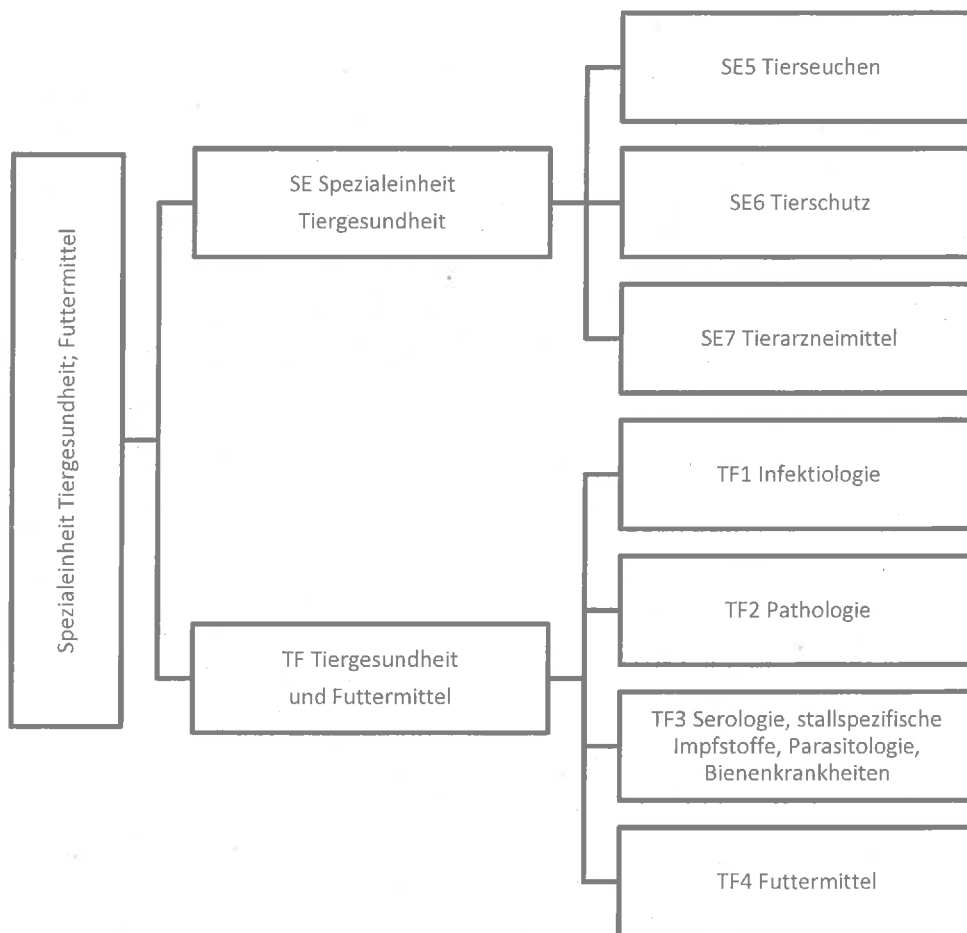 Spezialeinheit Tiergesundheit; Futtermittel
SE Spezialeinheit
Tiergesundheit
SE5 Tierseuchen
SE6 Tierschutz
SE7 Tierarzneimittel
TF Tiergesundheit
und Futtermittel
TF1 Infektiologie
TF2 Pathologie
TF3 Serologie, stallspezifische
Impfstoffe, Parasitologie,
Bienenkrankheiten
TF4 Futtermittel